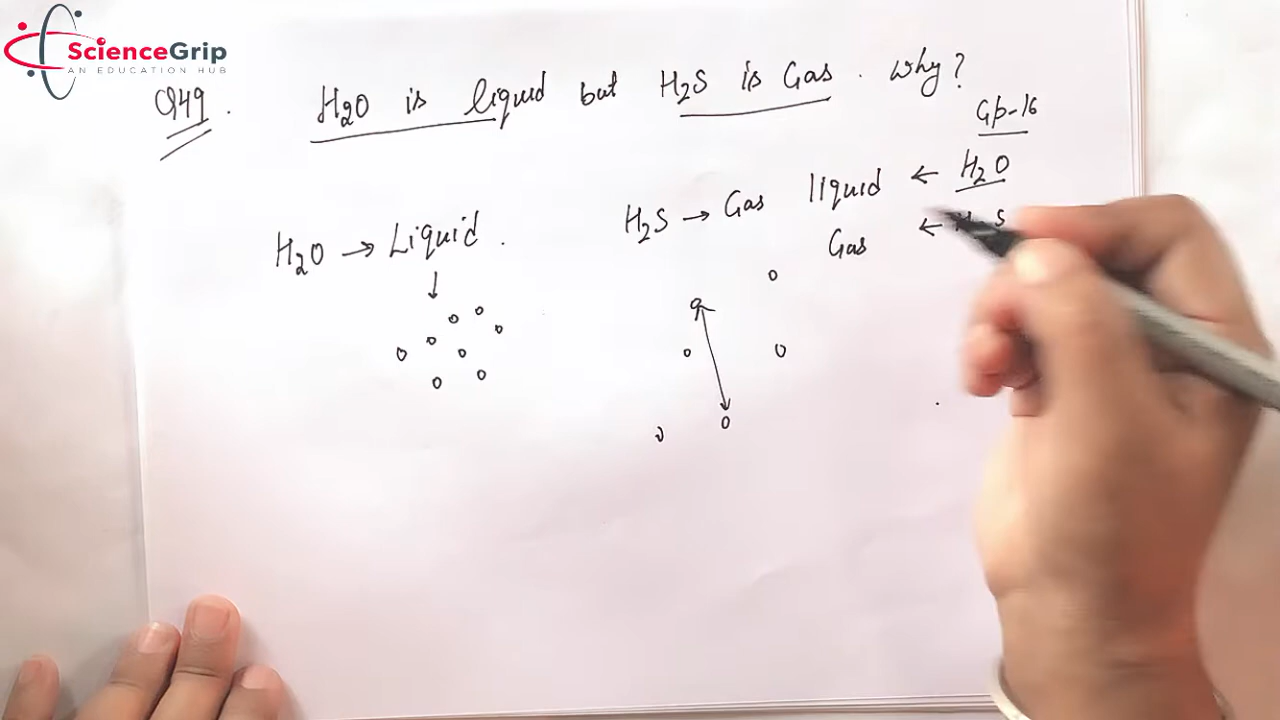 ScienceGrip
AN EDUCATION HUB
Q49. H2O is liquid but H2S is Gas. Why?
Gp-16
liquid ← H2O
H2O → Liquid.
H2S → Gas
Gas ← H S